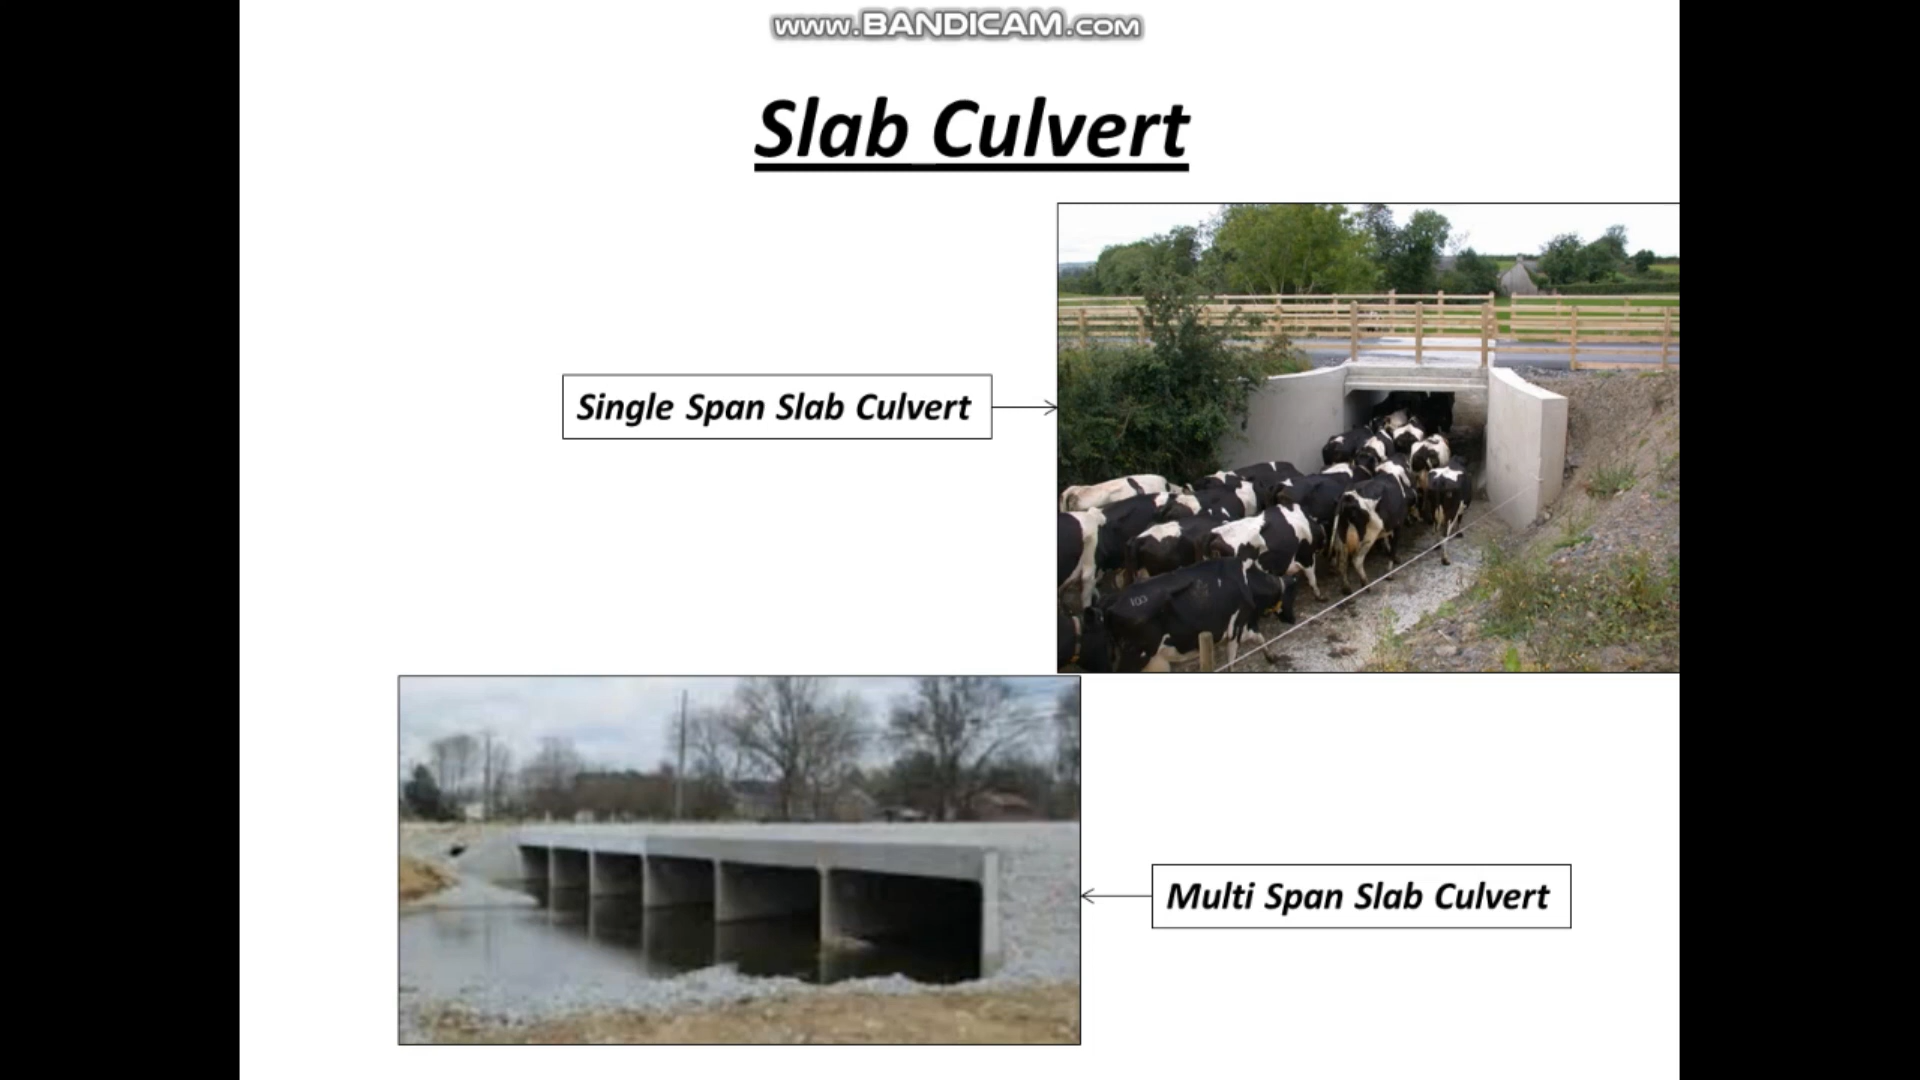 www.BANDICAM.com
Slab Culvert
Single Span Slab Culvert
Multi Span Slab Culvert